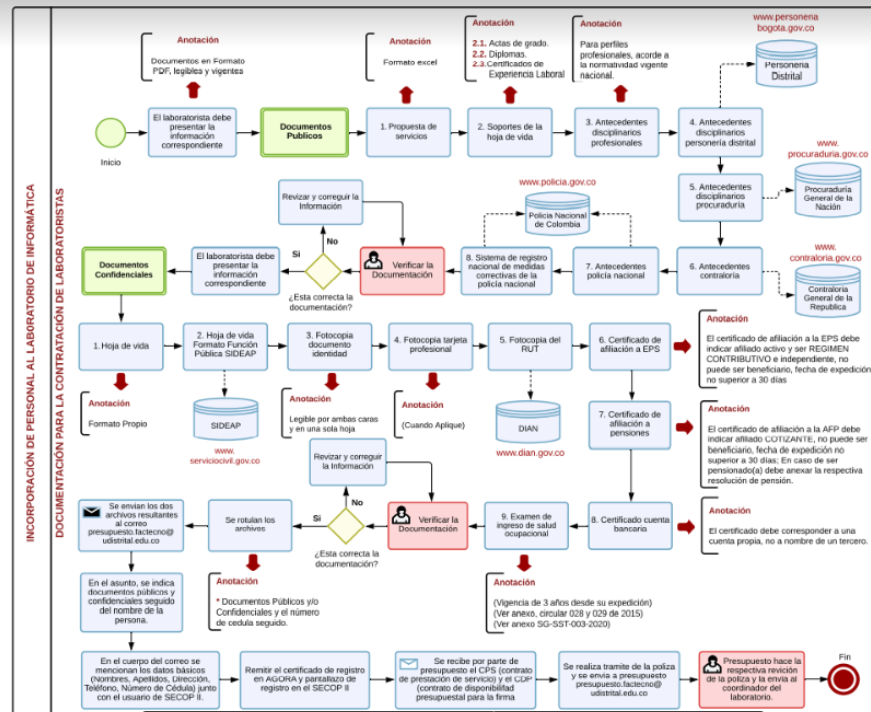 INCORPORACIÓN DE PERSONAL AL LABORATORIO DE INFORMÁTICA
DOCUMENTACIÓN PARA LA CONTRATACIÓN DE LABORATORISTAS
Anotación
Documentos en Formato
PDF, legibles y vigentes
Anotación
Formato excel
Anotación
2.1. Actas de grado.
2.2. Diplomas.
2.3.Certificados de
Experiencia Laboral
Anotación
Para perfiles
profesionales, acorde a
la normatividad vigente
nacional.
www.personeria
bogota.gov.co
Personería
Distrital
Inicio
El laboratorista debe
presentar la
información
correspondiente
Documentos
Publicos
1. Propuesta de
servicios
2. Soportes de la
hoja de vida
3. Antecedentes
disciplinarios
profesionales
4. Antecedentes
disciplinarios
personería distrital
www.
procuraduria.gov.co
5. Antecedentes
disciplinarios
procuraduría
Procuraduría
General de la
Nación
www.policia.gov.co
Policia Nacional
de Colombia
Revizar y correguir la
Información
No
Si
www.
contraloria.gov.co
Contraloria
General de la
Republica
Documentos
Confidenciales
El laboratorista debe
presentar la
información
correspondiente
¿Esta correcta la
documentación?
Verificar la
Documentación
8. Sistema de registro
nacional de medidas
correctivas de la
policía nacional
7. Antecedentes
policía nacional
6. Antecedentes
contraloría
1. Hoja de vida
2. Hoja de vida
Formato Función
Pública SIDEAP
3. Fotocopia
documento
identidad
4. Fotocopia tarjeta
profesional
5. Fotocopia del
RUT
6. Certificado de
afiliación a EPS
Anotación
El certificado de afiliación a la EPS debe
indicar afiliado activo y ser REGIMEN
CONTRIBUTIVO e independiente, no
puede ser beneficiario, fecha de expedición
no superior a 30 días
Anotación
Formato Propio
SIDEAP
www.
serviciocivil.gov.co
Anotación
Legible por ambas caras
y en una sola hoja
Anotación
(Cuando Aplique)
DIAN
www.dian.gov.co
7. Certificado de
afiliación a
pensiones
Anotación
El certificado de afiliación a la AFP debe
indicar afiliado COTIZANTE, no puede ser
beneficiario, fecha de expedición no
superior a 30 días; En caso de ser
pensionado(a) debe anexar la respectiva
resolución de pensión.
Revizar y correguir
la Información
No
Si
Se envian los dos
archivos resultantes
al correo
presupuesto.factecno@
udistrital.edu.co
Se rotulan los
archivos
¿Esta correcta la
documentación?
Verificar la
Documentación
9. Examen de
ingreso de salud
ocupacional
8. Certificado cuenta
bancaria
Anotación
El certificado debe corresponder a una
cuenta propia, no a nombre de un tercero.
En el asunto, se indica
documentos públicos y
confidenciales seguido
del nombre de la
persona.
Anotación
* Documentos Públicos y/o
Confidenciales y el número
de cedula seguido.
Anotación
(Vigencia de 3 años desde su expedición)
(Ver anexo, circular 028 y 029 de 2015)
(Ver anexo SG-SST-003-2020)
En el cuerpo del correo se
mencionan los datos básicos
(Nombres, Apellidos, Dirección,
Teléfono, Número de Cédula) junto
con el usuario de SECOP II.
Remitir el certificado de registro
en AGORA y pantallazo de
registro en el SECOP II
Se recibe por parte de
presupuesto el CPS (contrato
de prestación de servicio) y el CDP
(contrato de disponibilidad
presupuestal para la firma
Se realiza tramite de la poliza
y se envia a presupuesto
presupuesto.factecno@
udistrital.edu.co
Presupuesto hace la
respectiva revición
de la poliza y la envia al
coordinador del
laboratorio.
Fin